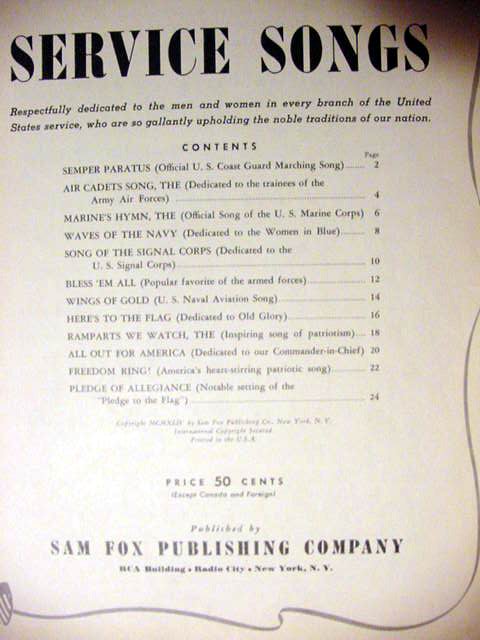 SERVICE SONGS
Respectfully dedicated to the men and women in every branch of the United
States service, who are so gallantly upholding the noble traditions of our nation.
CONTENTS
Page
SEMPER PARATUS (Official U. S. Coast Guard Marching Song)........ 2
AIR CADETS SONG, THE (Dedicated to the trainees of the
Army Air Forces) ........ 4
MARINE'S HYMN, THE (Official Song of the U. S. Marine Corps) 6
WAVES OF THE NAVY (Dedicated to the Women in Blue)........ 8
SONG OF THE SIGNAL CORPS (Dedicated to the
U. S. Signal Corps)........ 10
BLESS 'EM ALL (Popular favorite of the armed forces)........ 12
WINGS OF GOLD (U. S. Naval Aviation Song)........ 14
HERE'S TO THE FLAG (Dedicated to Old Glory)........ 16
RAMPARTS WE WATCH, THE (Inspiring song of patriotism).... 18
ALL OUT FOR AMERICA (Dedicated to our Commander-in-Chief) 20
FREEDOM RING! (America's heart-stirring patriotic song)........ 22
PLEDGE OF ALLEGIANCE (Notable setting of the
"Pledge to the Flag")........ 24
Copyright MCMXLIV by Sam Fox Publishing Co., New York, N. Y.
International Copyright Secured
Printed in the U.S.A.
PRICE 50 CENTS
(Except Canada and Foreign)
Published by
SAM FOX PUBLISHING COMPANY
RCA Building • Radio City • New York, N. Y.